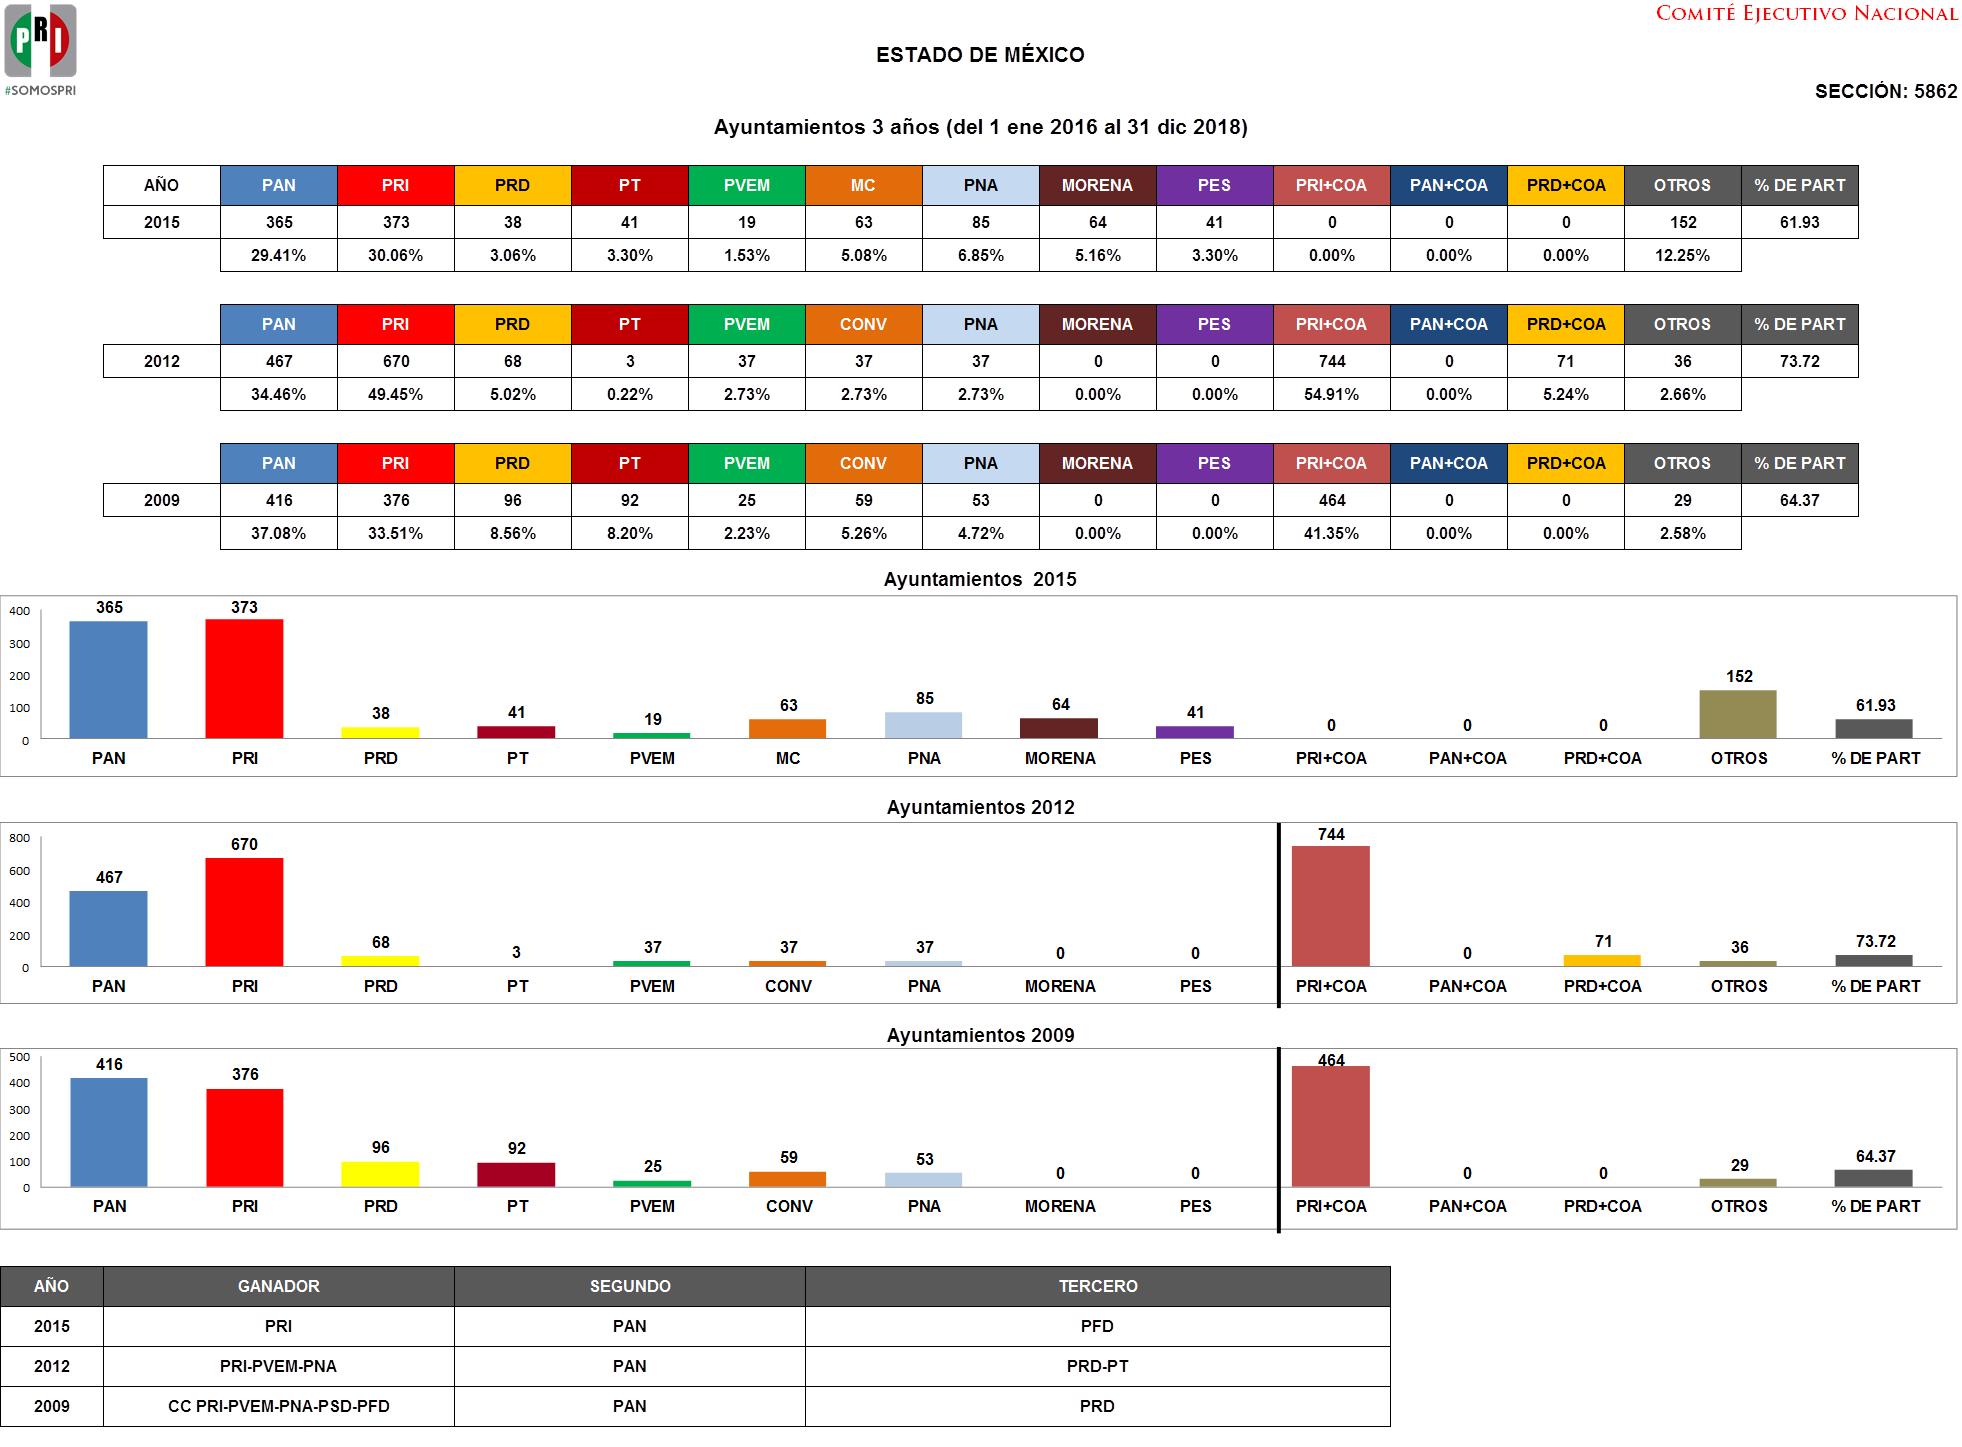 PRI
#SOMOSPRI
COMITÉ EJECUTIVO NACIONAL
ESTADO DE MÉXICO
SECCIÓN: 5862
Ayuntamientos 3 años (del 1 ene 2016 al 31 dic 2018)
AÑO PAN PRI PRD PT PVEM MC PNA MORENA PES PRI+COA PAN+COA PRD+COA OTROS % DE PART
2015 365 373 38 41 19 63 85 64 41 0 0 0 152 61.93
29.41% 30.06% 3.06% 3.30% 1.53% 5.08% 6.85% 5.16% 3.30% 0.00% 0.00% 0.00% 12.25%
PAN PRI PRD PT PVEM CONV PNA MORENA PES PRI+COA PAN+COA PRD+COA OTROS % DE PART
2012 467 670 68 3 37 37 37 0 0 744 0 71 36 73.72
34.46% 49.45% 5.02% 0.22% 2.73% 2.73% 2.73% 0.00% 0.00% 54.91% 0.00% 5.24% 2.66%
PAN PRI PRD PT PVEM CONV PNA MORENA PES PRI+COA PAN+COA PRD+COA OTROS % DE PART
2009 416 376 96 92 25 59 53 0 0 464 0 0 29 64.37
37.08% 33.51% 8.56% 8.20% 2.23% 5.26% 4.72% 0.00% 0.00% 41.35% 0.00% 0.00% 2.58%
Ayuntamientos 2015
400
300
200
100
0
365 373 38 41 19 63 85 64 41 0 0 0 152 61.93
PAN PRI PRD PT PVEM MC PNA MORENA PES PRI+COA PAN+COA PRD+COA OTROS % DE PART
Ayuntamientos 2012
800
600
400
200
0
467 670 68 3 37 37 37 0 0 744 0 71 36 73.72
PAN PRI PRD PT PVEM CONV PNA MORENA PES PRI+COA PAN+COA PRD+COA OTROS % DE PART
Ayuntamientos 2009
500
400
300
200
100
0
416 376 96 92 25 59 53 0 0 464 0 0 29 64.37
PAN PRI PRD PT PVEM CONV PNA MORENA PES PRI+COA PAN+COA PRD+COA OTROS % DE PART
AÑO GANADOR SEGUNDO TERCERO
2015 PRI PAN PFD
2012 PRI-PVEM-PNA PAN PRD-PT
2009 CC PRI-PVEM-PNA-PSD-PFD PAN PRD